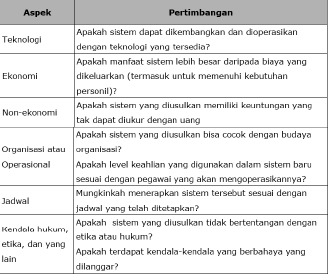 Aspek Pertimbangan
Teknologi
Apakah sistem dapat dikembangkan dan dioperasikan
dengan teknologi yang tersedia?
Ekonomi
Apakah manfaat sistem lebih besar daripada biaya yang
dikeluarkan (termasuk untuk memenuhi kebutuhan
personil)?
Non-ekonomi
Apakah sistem yang diusulkan memiliki keuntungan yang
tak dapat diukur dengan uang
Organisasi atau
Operasional
Apakah sistem yang diusulkan bisa cocok dengan budaya
organisasi?
Apakah level keahlian yang digunakan dalam sistem baru
sesuai dengan pegawai yang akan mengoperasikannya?
Jadwal
Mungkinkah menerapkan sistem tersebut sesuai dengan
jadwal yang telah ditetapkan?
Kendala hukum,
etika, dan yang
lain
Apakah sistem yang diusulkan tidak bertentangan dengan
etika atau hukum?
Apakah terdapat kendala-kendala yang berbahaya yang
dilanggar?